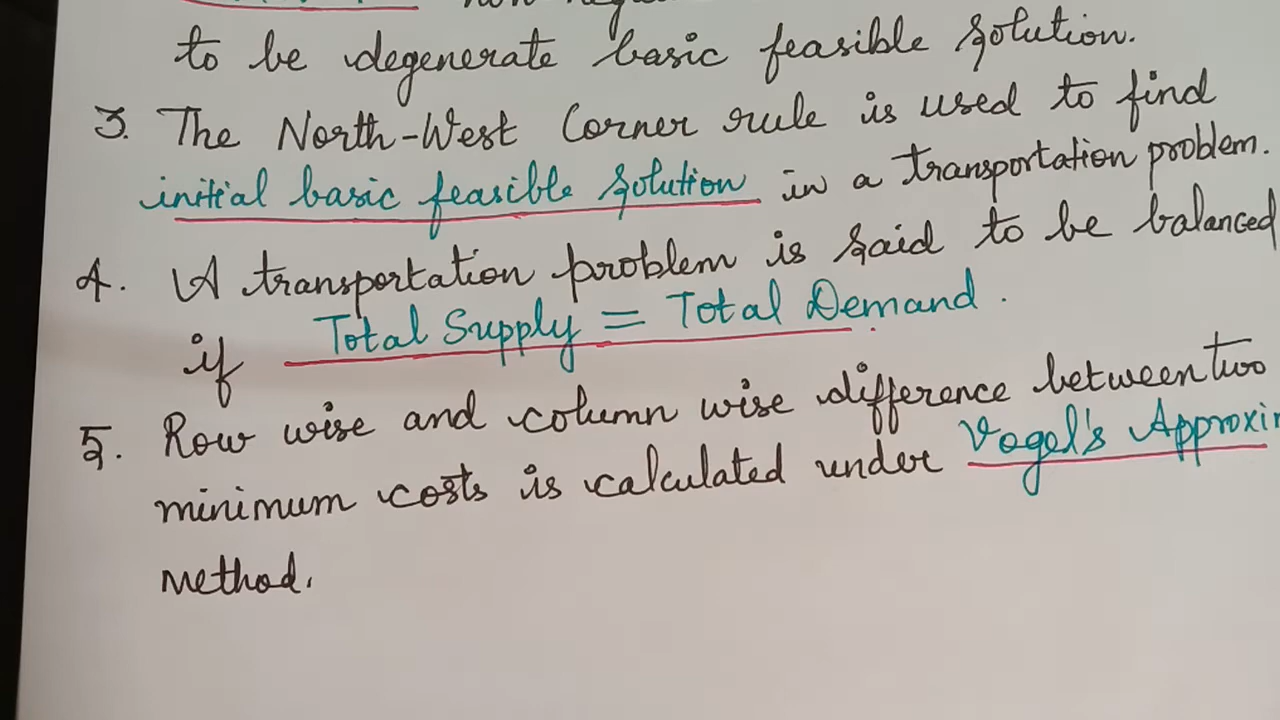 to be degenerate basic feasible solution.
3. The North-West Corner rule is used to find
initial basic feasible solution in a transportation problem.
4. A transportation problem is said to be balanced
if Total Supply = Total Demand.
5. Row wise and column wise difference between two
minimum costs is calculated under Vogel's Approxi
method.